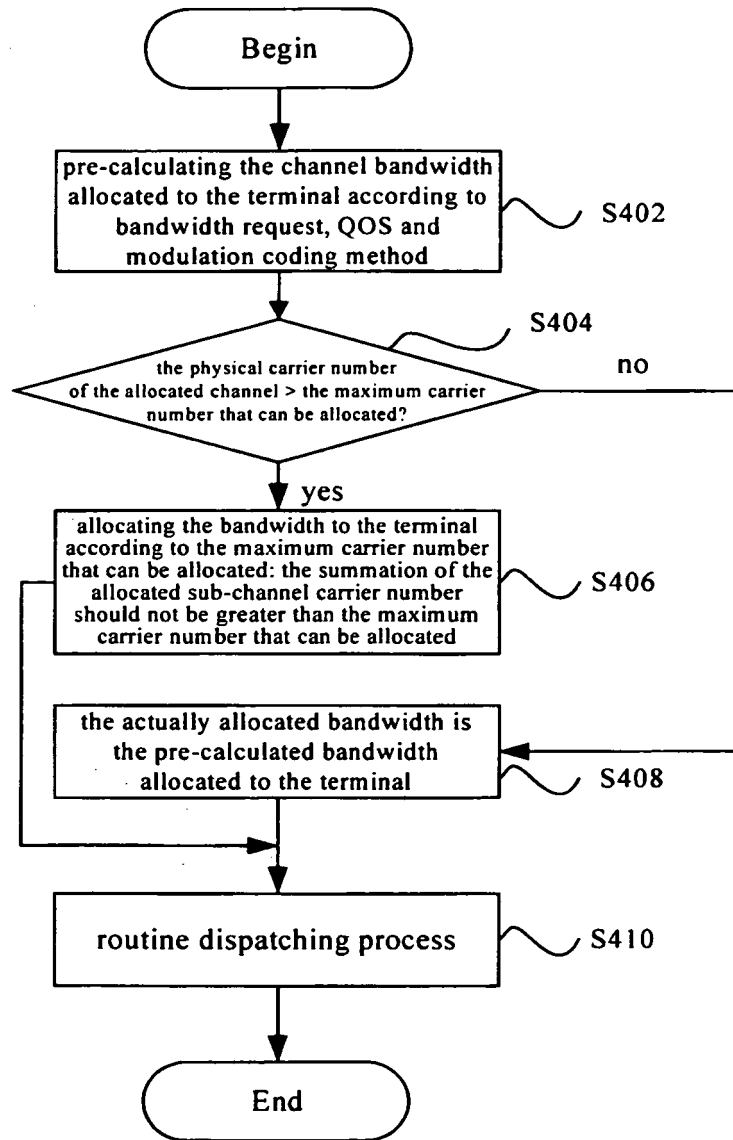 Begin
pre-calculating the channel bandwidth
allocated to the terminal according to
bandwidth request, QOS and
modulation coding method
S402
S404
the physical carrier number
of the allocated channel > the maximum carrier
number that can be allocated?
no
yes
allocating the bandwidth to the terminal
according to the maximum carrier number
that can be allocated: the summation of the
allocated sub-channel carrier number
should not be greater than the maximum
carrier number that can be allocated
S406
the actually allocated bandwidth is
the pre-calculated bandwidth
allocated to the terminal
S408
routine dispatching process
S410
End